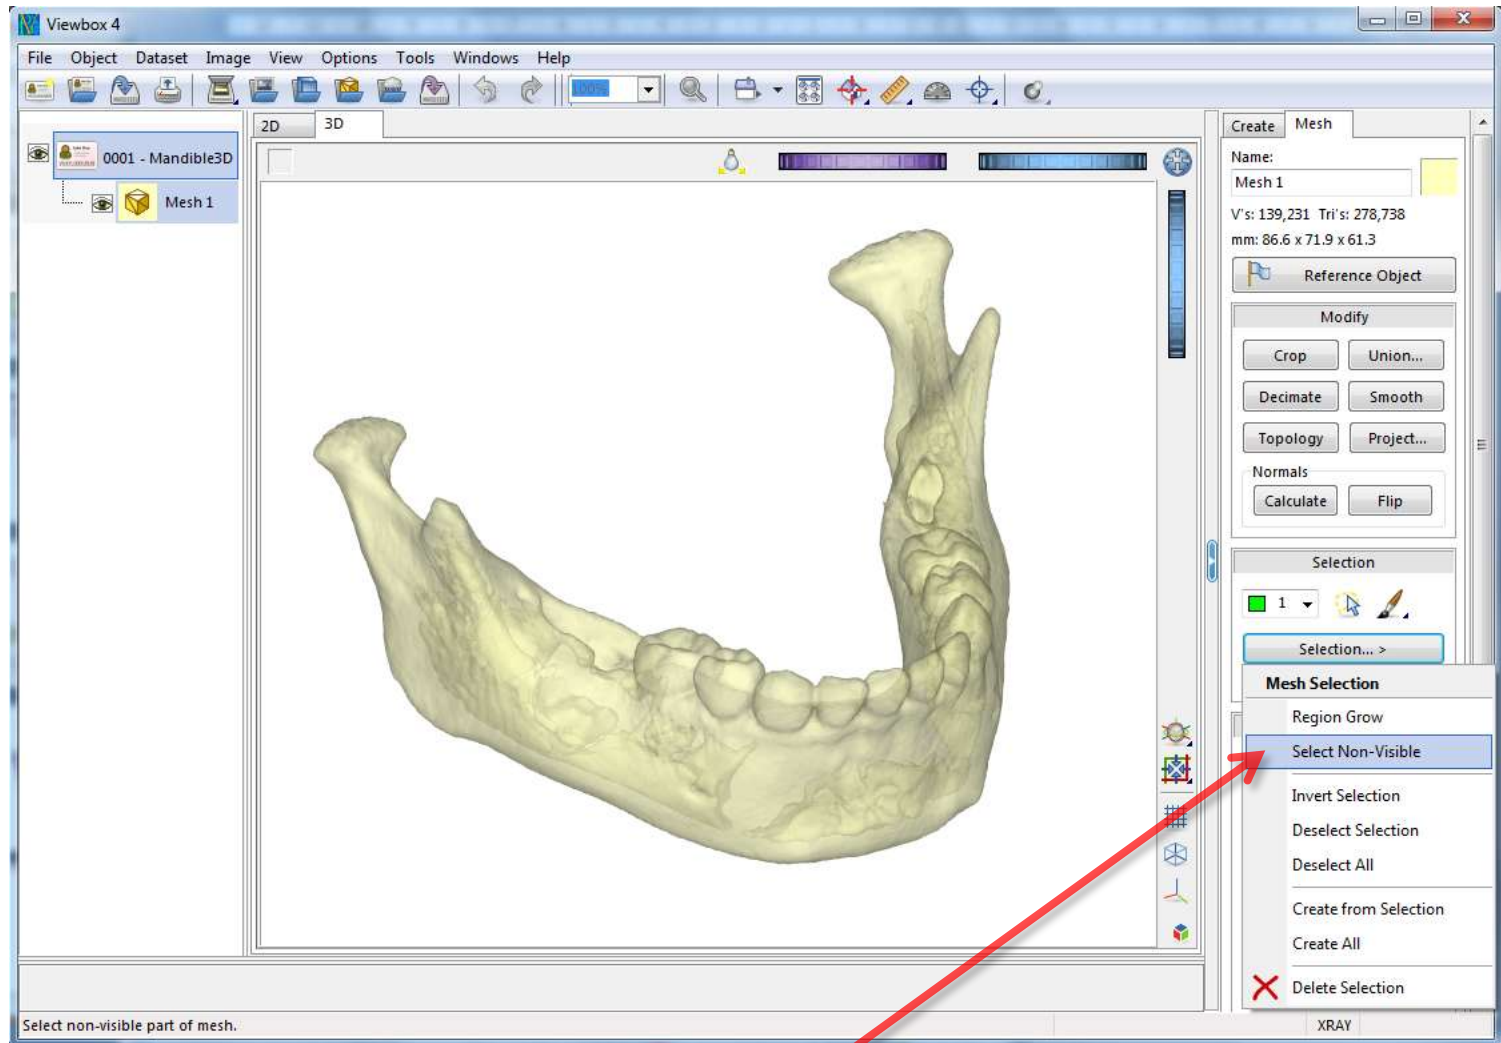 Viewbox 4
File Object Dataset Image View Options Tools Windows Help
100%
0001 - Mandible3D
Mesh 1
2D 3D
Create Mesh
Name:
Mesh 1
V's: 139,231 Tri's: 278,738
mm: 86.6 x 71.9 x 61.3
Reference Object
Modify
Crop Union...
Decimate Smooth
Topology Project...
Normals
Calculate Flip
Selection
1
Selection... >
Mesh Selection
Region Grow
Select Non-Visible
Invert Selection
Deselect Selection
Deselect All
Create from Selection
Create All
Delete Selection
Select non-visible part of mesh.
XRAY